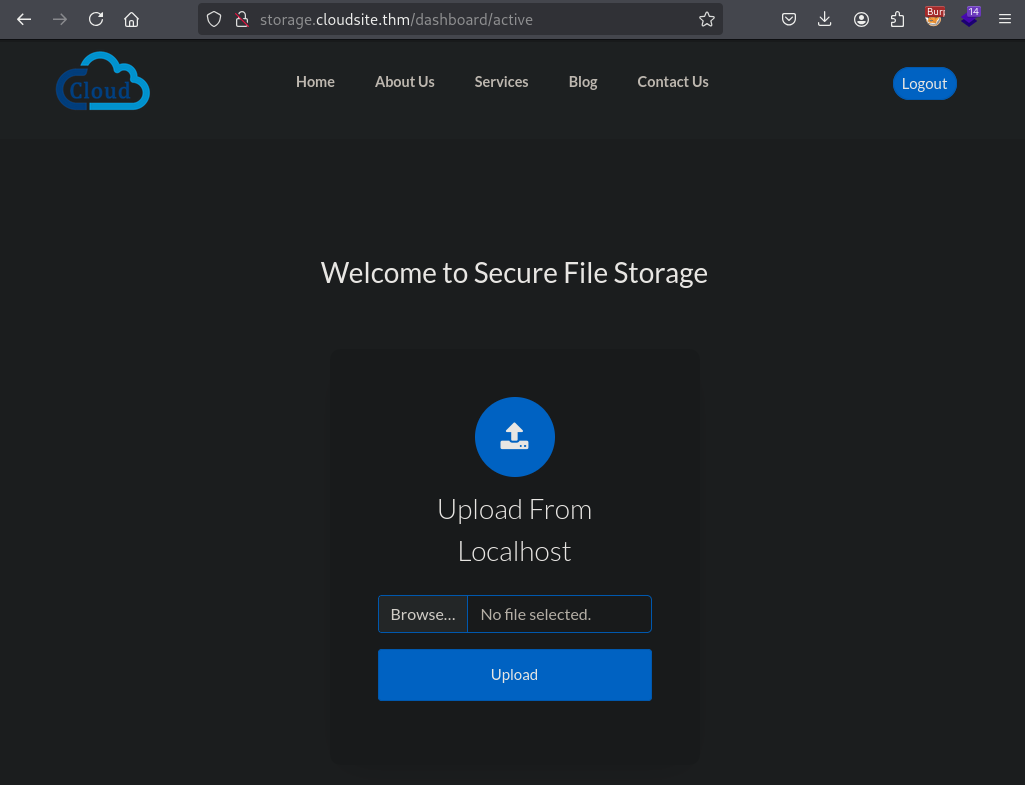 storage.cloudsite.thm/dashboard/active
Burp
14
Cloud
Home About Us Services Blog Contact Us Logout
Welcome to Secure File Storage
Upload From
Localhost
Browse... No file selected.
Upload